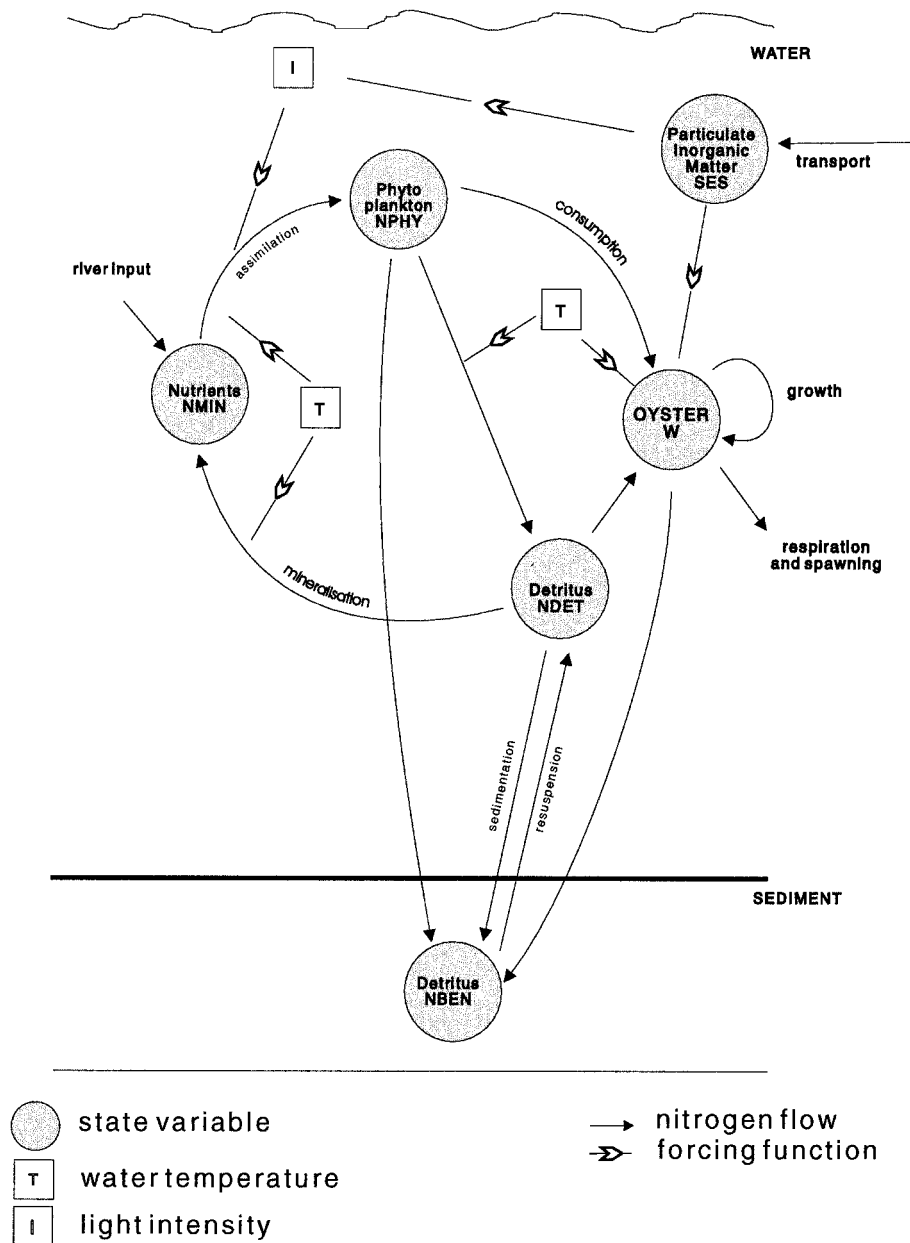 WATER
I
Particulate
Inorganic
Matter
SES
transport
Phyto
plankton
NPHY
consumption
assimilation
river input
T
Nutrients
NMIN
T
OYSTER
W
growth
respiration
and spawning
Detritus
NDET
mineralisation
sedimentation
resuspension
SEDIMENT
Detritus
NBEN
state variable
nitrogen flow
forcing function
T
water temperature
I
light intensity